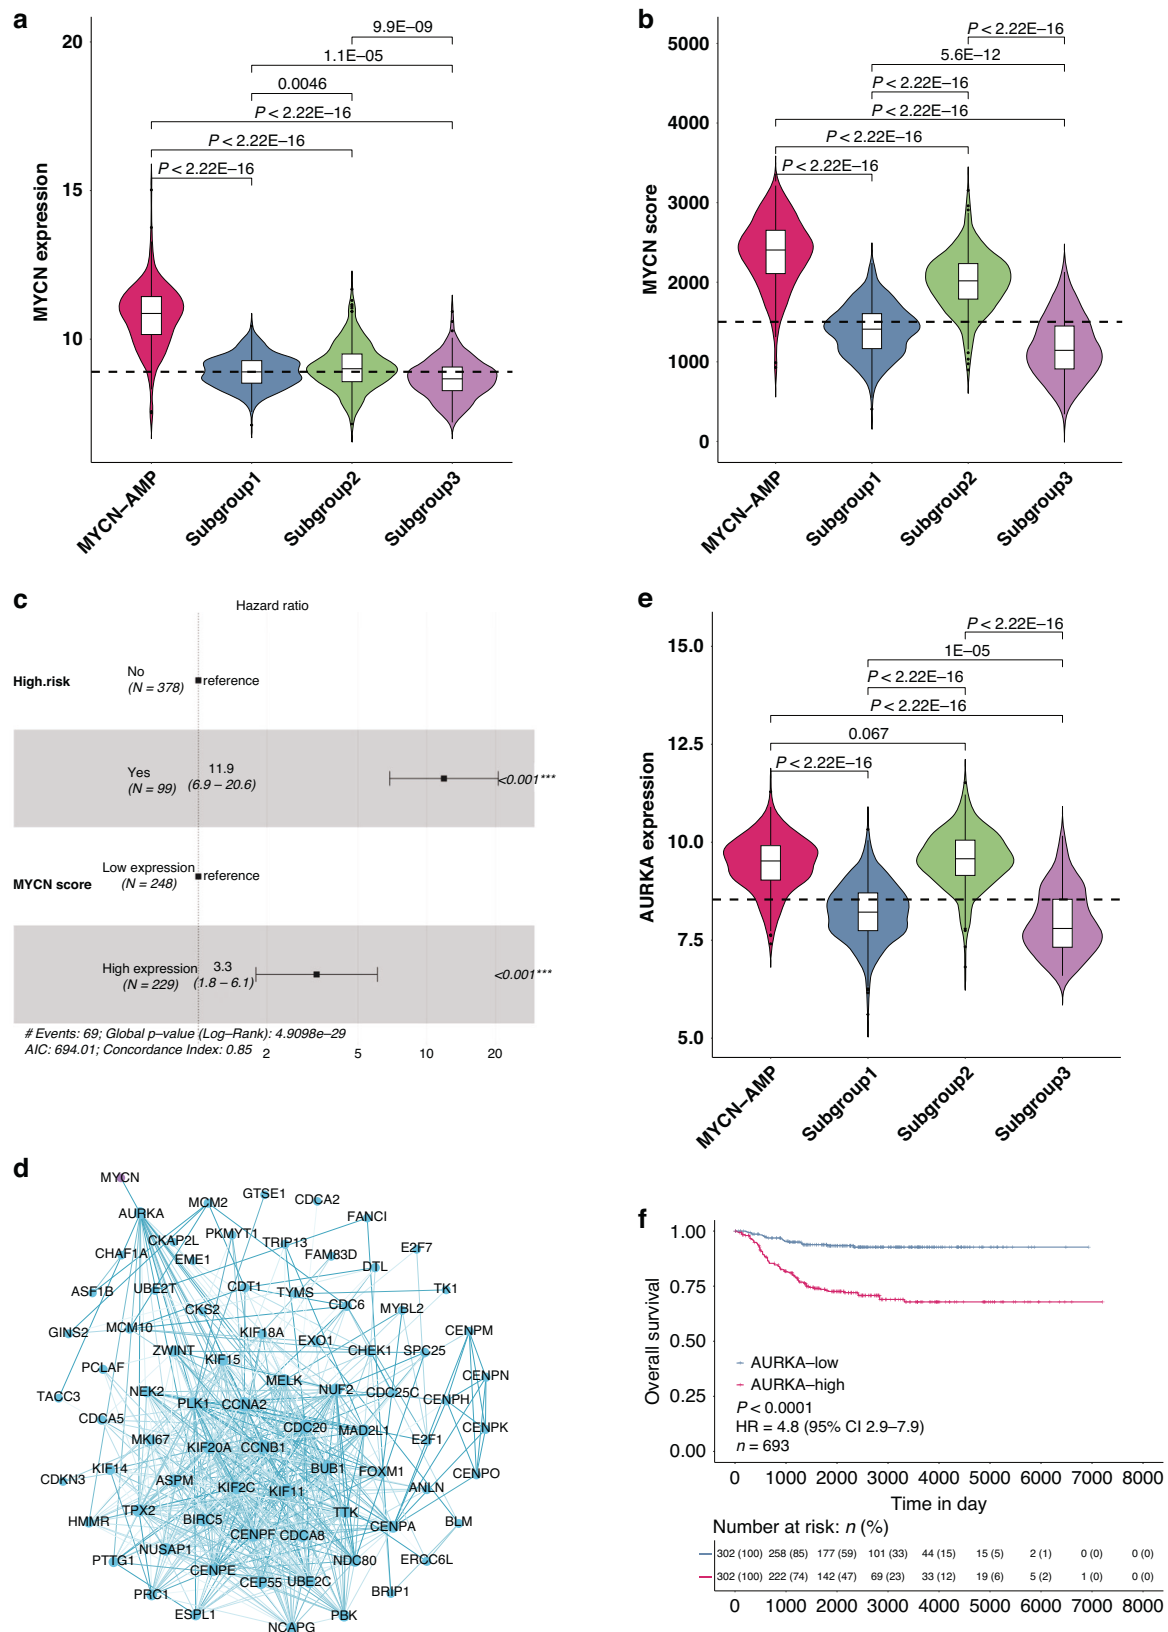 a
20
15
10
MYCN expression
9.9E–09
1.1E–05
0.0046
P < 2.22E–16
P < 2.22E–16
P < 2.22E–16
MYCN–AMP
Subgroup1
Subgroup2
Subgroup3
b
5000
4000
3000
2000
1000
0
MYCN score
P < 2.22E–16
5.6E–12
P < 2.22E–16
P < 2.22E–16
P < 2.22E–16
P < 2.22E–16
MYCN–AMP
Subgroup1
Subgroup2
Subgroup3
c
Hazard ratio
High.risk
No
(N = 378)
reference
Yes
(N = 99)
11.9
(6.9 – 20.6)
<0.001***
MYCN score
Low expression
(N = 248)
reference
High expression
(N = 229)
3.3
(1.8 – 6.1)
<0.001***
# Events: 69; Global p–value (Log–Rank): 4.9098e–29
AIC: 694.01; Concordance Index: 0.85
2 5 10 20
e
15.0
12.5
10.0
7.5
5.0
AURKA expression
P < 2.22E–16
1E–05
P < 2.22E–16
P < 2.22E–16
0.067
P < 2.22E–16
MYCN–AMP
Subgroup1
Subgroup2
Subgroup3
d
MYCN
AURKA
MCM2
GTSE1
CDCA2
FANCI
CHAF1A
CKAP2L
PKMYT1
EME1
TRIP13
FAM83D
E2F7
DTL
ASF1B
UBE2T
CDT1
TYMS
TK1
CKS2
CDC6
MYBL2
GINS2
MCM10
KIF18A
EXO1
CENPM
ZWINT
KIF15
CHEK1
SPC25
PCLAF
MELK
CENPN
TACC3
NEK2
PLK1
CCNA2
NUF2
CDC25C
CENPH
CDCA5
CDC20
MAD2L1
CENPK
MKI67
KIF20A
CCNB1
E2F1
KIF14
BUB1
FOXM1
CENPO
CDKN3
ASPM
KIF2C
KIF11
ANLN
HMMR
TPX2
BIRC5
TTK
CENPA
BLM
CENPF
CDCA8
NUSAP1
NDC80
ERCC6L
PTTG1
CENPE
CEP55
UBE2C
BRIP1
PRC1
ESPL1
NCAPG
PBK
f
1.00
0.75
0.50
0.25
0.00
Overall survival
AURKA–low
AURKA–high
P < 0.0001
HR = 4.8 (95% CI 2.9–7.9)
n = 693
0 1000 2000 3000 4000 5000 6000 7000 8000
Time in day
Number at risk: n (%)
302 (100) 258 (85) 177 (59) 101 (33) 44 (15) 15 (5) 2 (1) 0 (0) 0 (0)
302 (100) 222 (74) 142 (47) 69 (23) 33 (12) 19 (6) 5 (2) 1 (0) 0 (0)
0 1000 2000 3000 4000 5000 6000 7000 8000